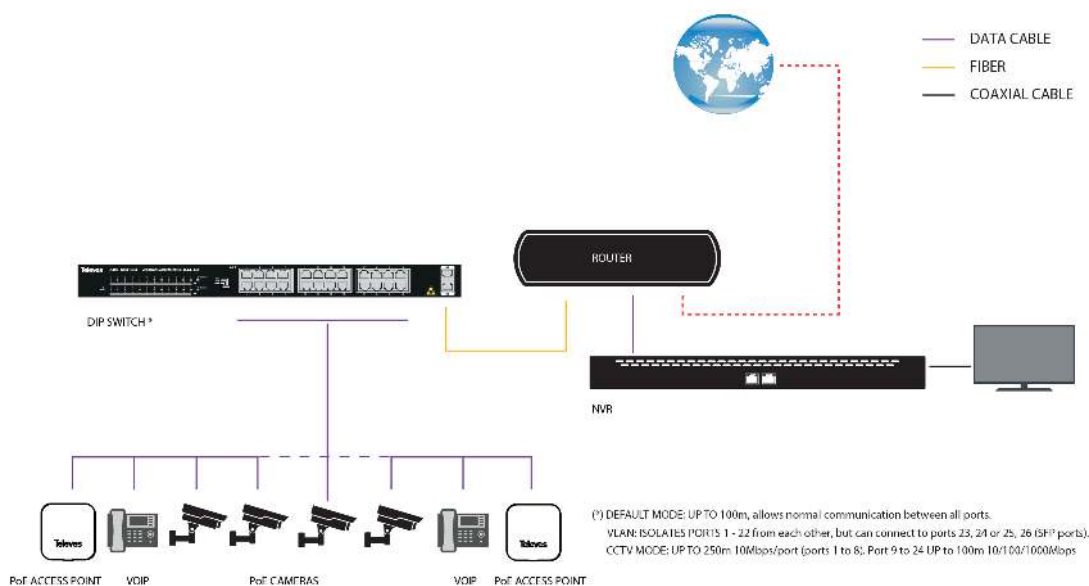 DATA CABLE
FIBER
COAXIAL CABLE
ROUTER
Televes
DIP SWITCH *
NVR
Televes
Televes
PoE ACCESS POINT
VOIP
PoE CAMERAS
VOIP
PoE ACCESS POINT
(*) DEFAULT MODE: UP TO 100m, allows normal communication between all ports.
VLAN: ISOLATES PORTS 1 - 22 from each other, but can connect to ports 23, 24 or 25, 26 (SFP ports).
CCTV MODE: UP TO 250m 10Mbps/port (ports 1 to 8). Port 9 to 24 UP to 100m 10/100/1000Mbps